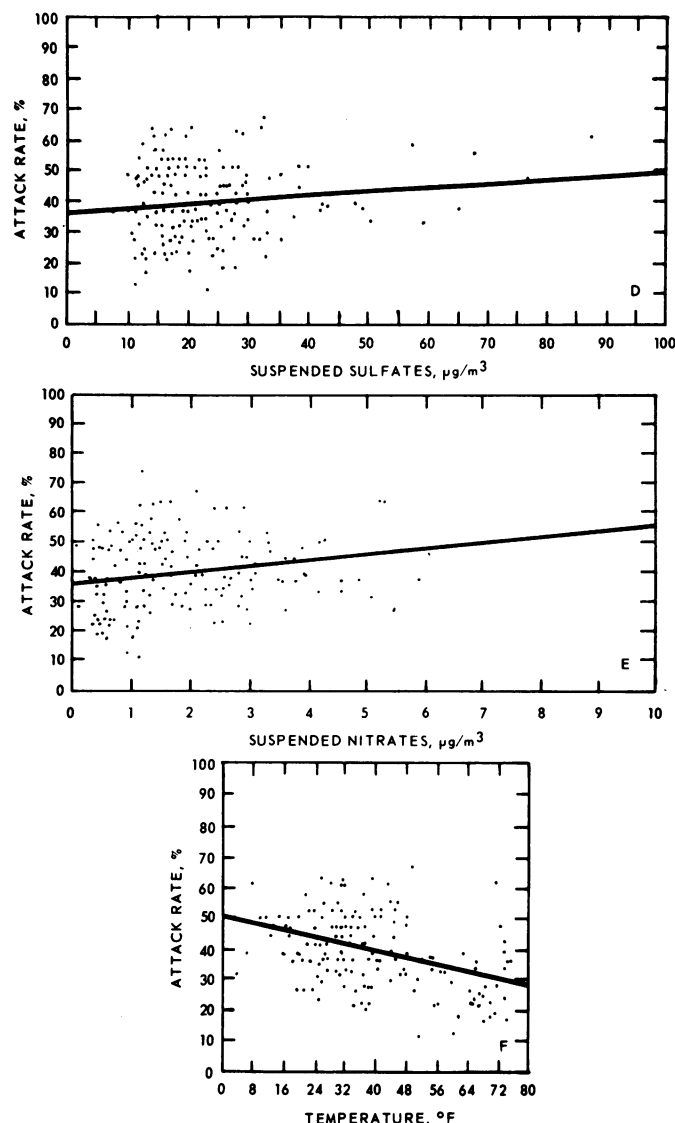 100
90
80
70
60
50
40
30
20
10
0
ATTACK RATE, %
D
0 10 20 30 40 50 60 70 80 90 100
SUSPENDED SULFATES, µg/m³
100
90
80
70
60
50
40
30
20
10
0
ATTACK RATE, %
E
0 1 2 3 4 5 6 7 8 9 10
SUSPENDED NITRATES, µg/m³
100
90
80
70
60
50
40
30
20
10
0
ATTACK RATE, %
F
0 8 16 24 32 40 48 56 64 72 80
TEMPERATURE, °F